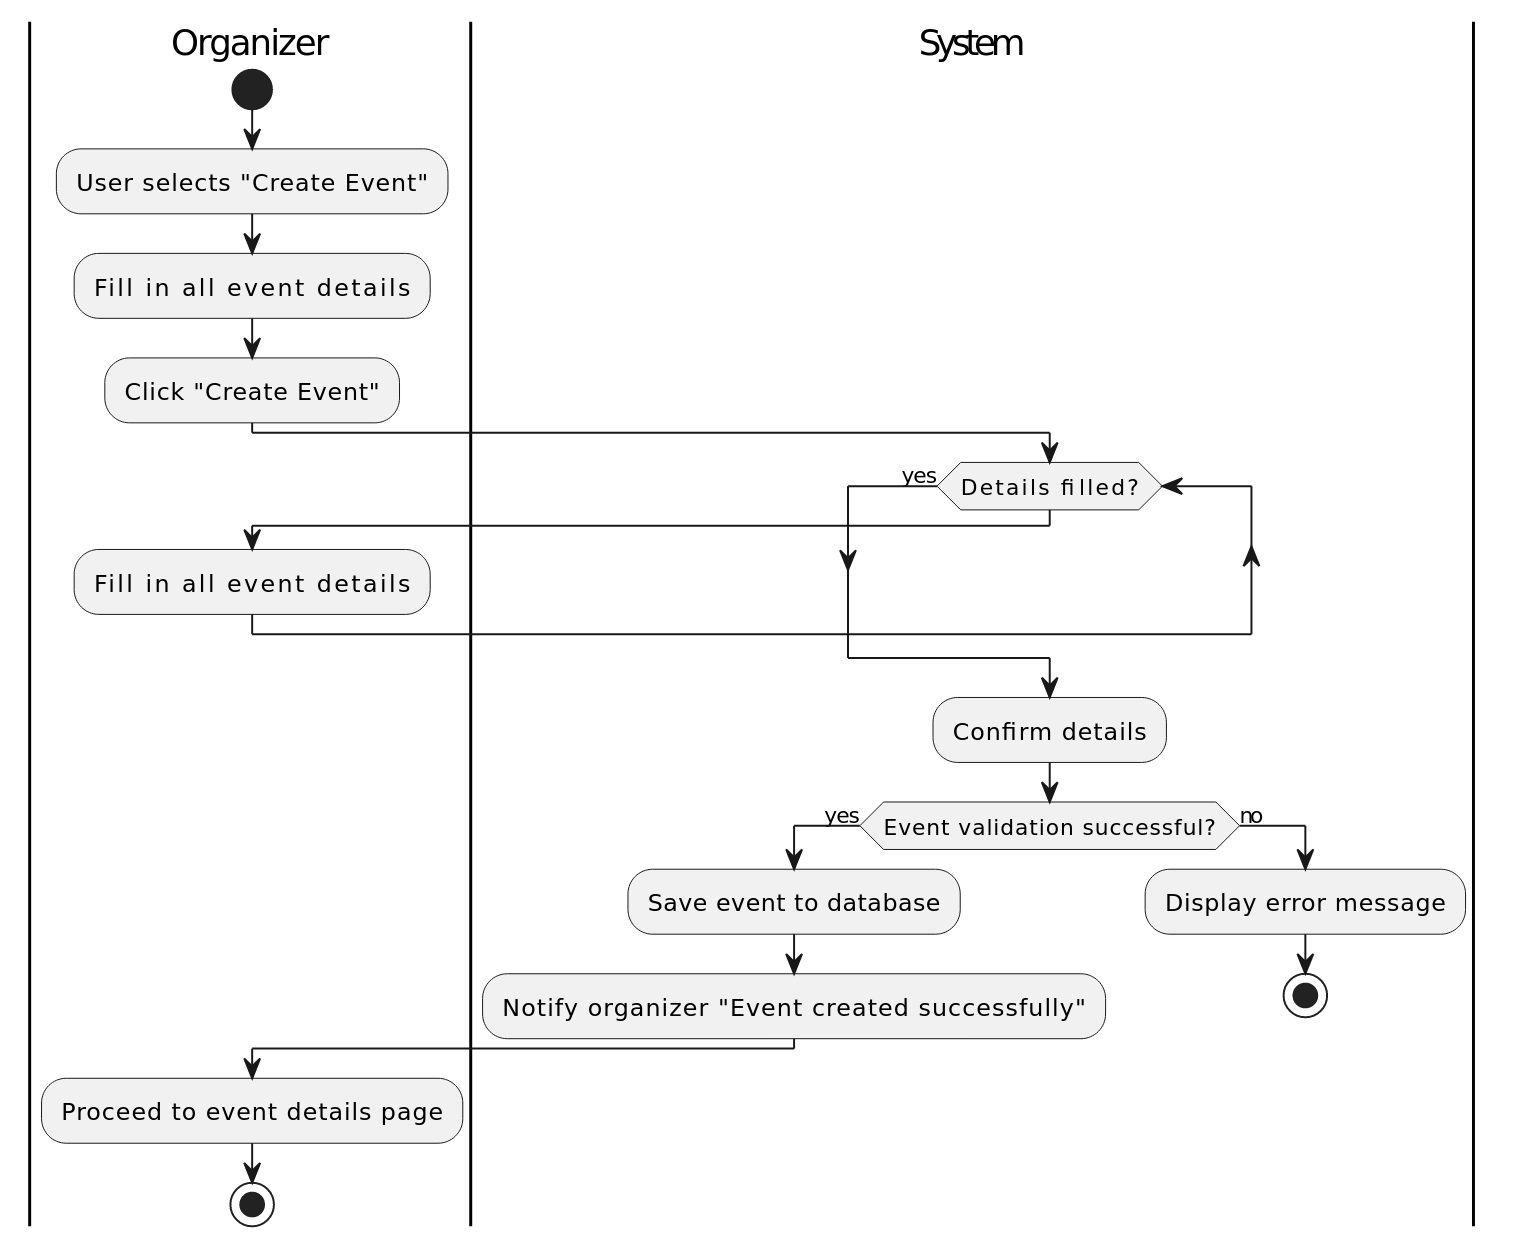 Organizer
System
User selects "Create Event"
Fill in all event details
Click "Create Event"
yes
Details filled?
Fill in all event details
Confirm details
yes
Event validation successful?
no
Save event to database
Display error message
Notify organizer "Event created successfully"
Proceed to event details page